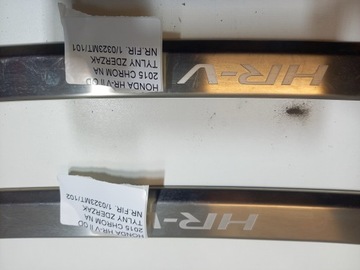 HONDA HR-V II OD
2015 CHROM NA
TYLNY ZDERZAK
NR.FIR. 1/0323MT/101
HR-V
HONDA HR-V II OD
2015 CHROM NA
TYLNY ZDERZAK
NR.FIR. 1/0323MT/102
HR-V